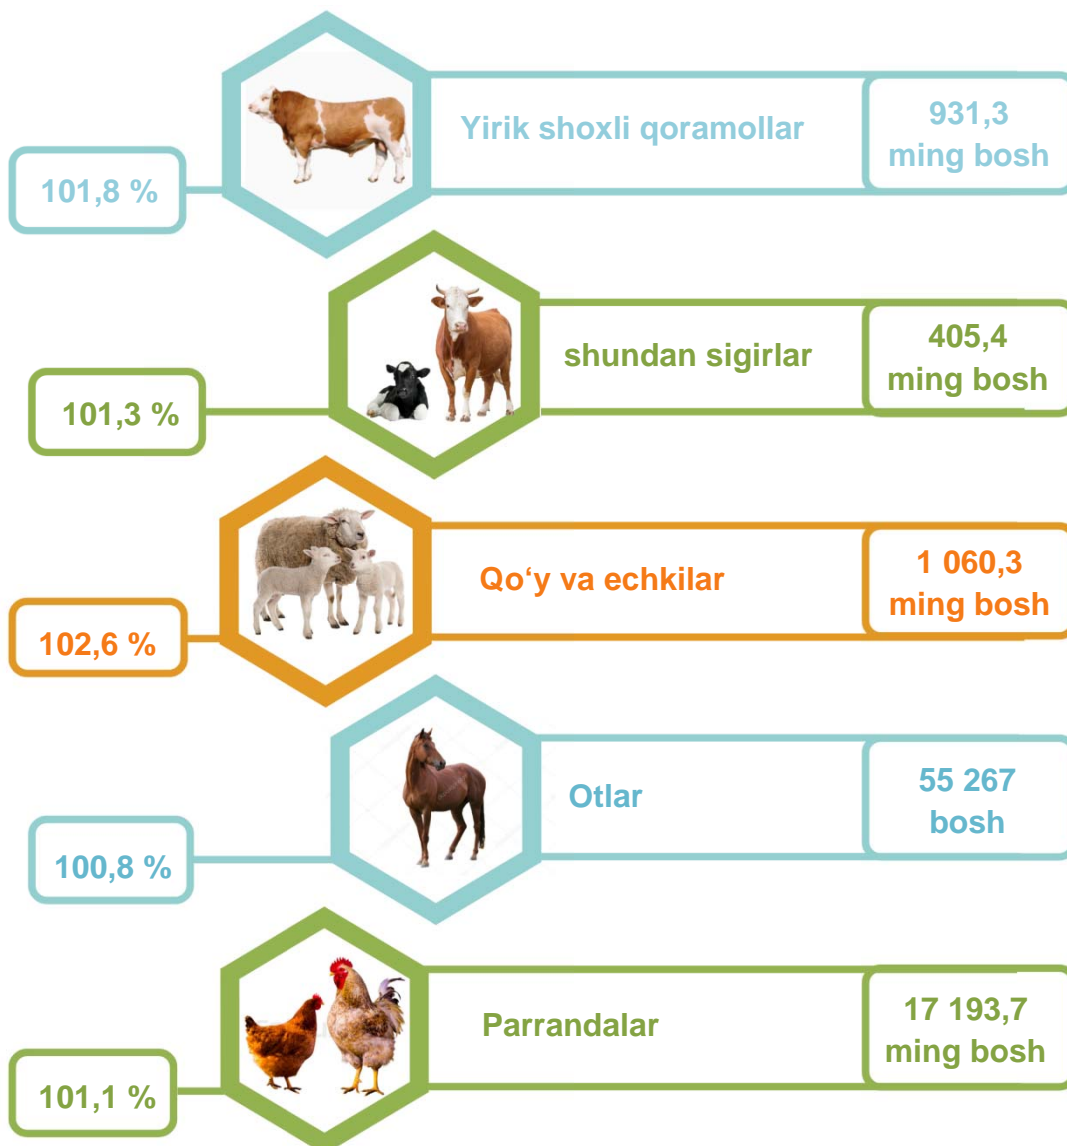 Yirik shoxli qoramollar
931,3
ming bosh
101,8 %
shundan sigirlar
405,4
ming bosh
101,3 %
Qo‘y va echkilar
1 060,3
ming bosh
102,6 %
Otlar
55 267
bosh
100,8 %
Parrandalar
17 193,7
ming bosh
101,1 %